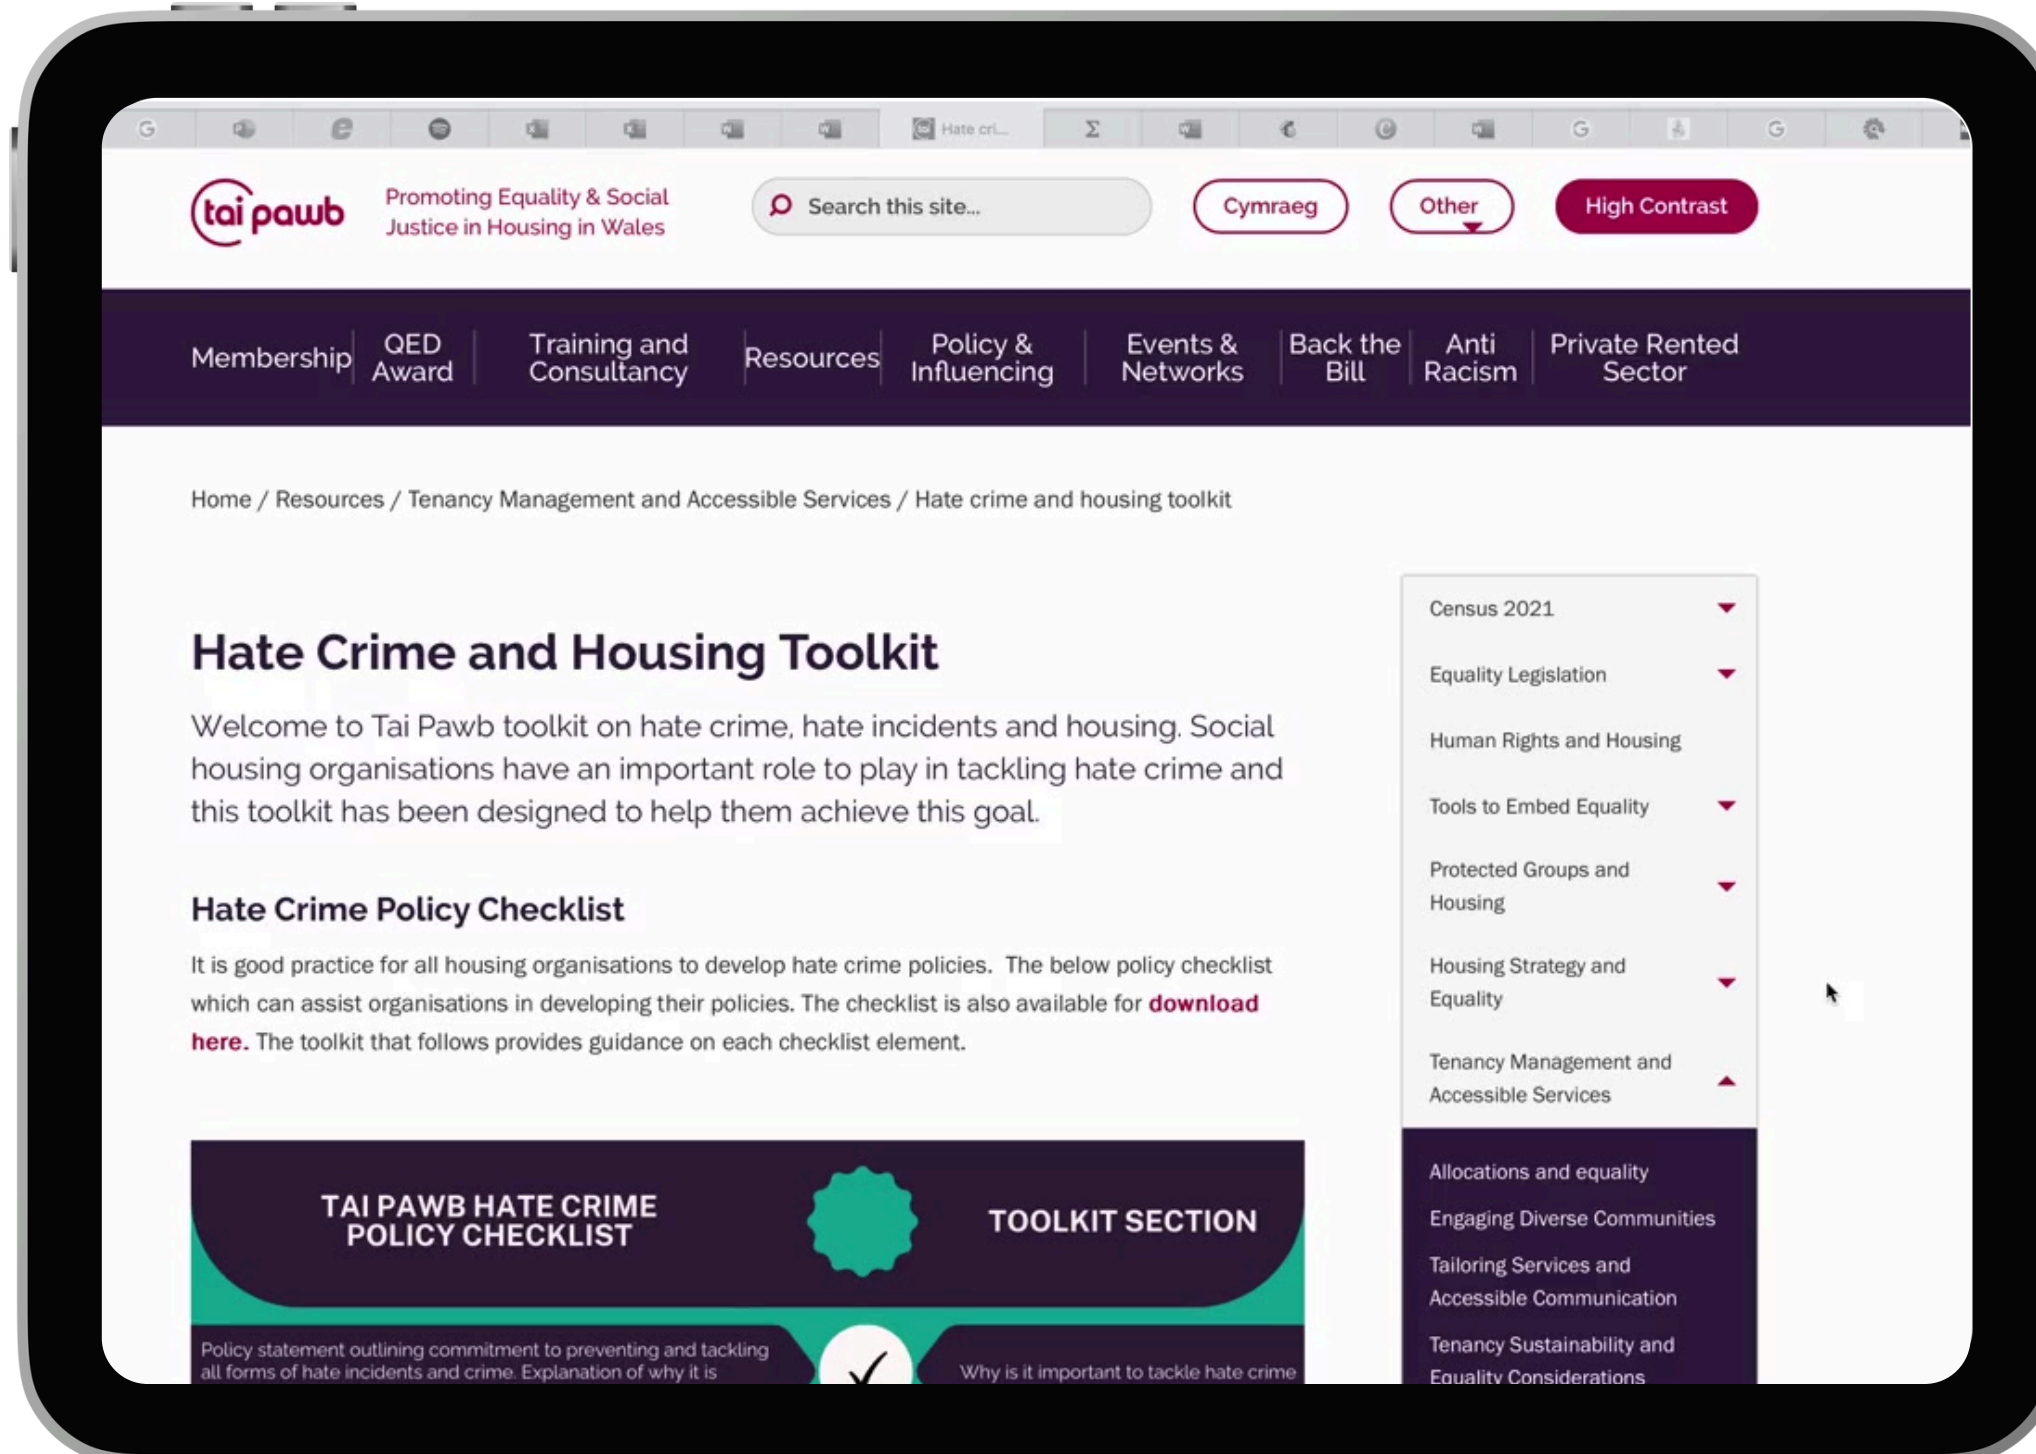 Hate cri...
tai pawb
Promoting Equality & Social
Justice in Housing in Wales
Search this site...
Cymraeg
Other
High Contrast
Membership
QED
Award
Training and
Consultancy
Resources
Policy &
Influencing
Events &
Networks
Back the
Bill
Anti
Racism
Private Rented
Sector
Home / Resources / Tenancy Management and Accessible Services / Hate crime and housing toolkit
Hate Crime and Housing Toolkit
Welcome to Tai Pawb toolkit on hate crime, hate incidents and housing. Social
housing organisations have an important role to play in tackling hate crime and
this toolkit has been designed to help them achieve this goal.
Hate Crime Policy Checklist
It is good practice for all housing organisations to develop hate crime policies.  The below policy checklist
which can assist organisations in developing their policies. The checklist is also available for download
here. The toolkit that follows provides guidance on each checklist element.
TAI PAWB HATE CRIME
POLICY CHECKLIST
TOOLKIT SECTION
Policy statement outlining commitment to preventing and tackling
all forms of hate incidents and crime. Explanation of why it is
Why is it important to tackle hate crime
Census 2021
Equality Legislation
Human Rights and Housing
Tools to Embed Equality
Protected Groups and
Housing
Housing Strategy and
Equality
Tenancy Management and
Accessible Services
Allocations and equality
Engaging Diverse Communities
Tailoring Services and
Accessible Communication
Tenancy Sustainability and
Equality Considerations